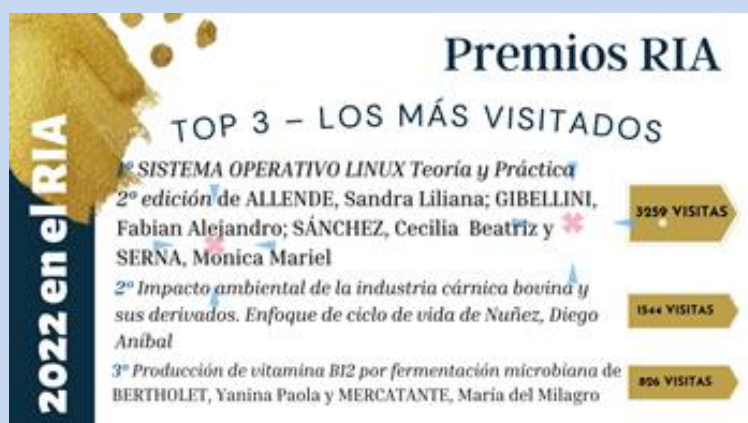 Premios RIA
TOP 3 – LOS MÁS VISITADOS
2022 en el RIA
1º SISTEMA OPERATIVO LINUX Teoría y Práctica
2º edición de ALLENDE, Sandra Liliana; GIBELLINI,
Fabian Alejandro; SÁNCHEZ, Cecilia Beatriz y
SERNA, Monica Mariel
3259 VISITAS
2º Impacto ambiental de la industria cárnica bovina y
sus derivados. Enfoque de ciclo de vida de Nuñez, Diego
Aníbal
1544 VISITAS
3º Producción de vitamina B12 por fermentación microbiana de
BERTHOLET, Yanina Paola y MERCATANTE, María del Milagro
826 VISITAS